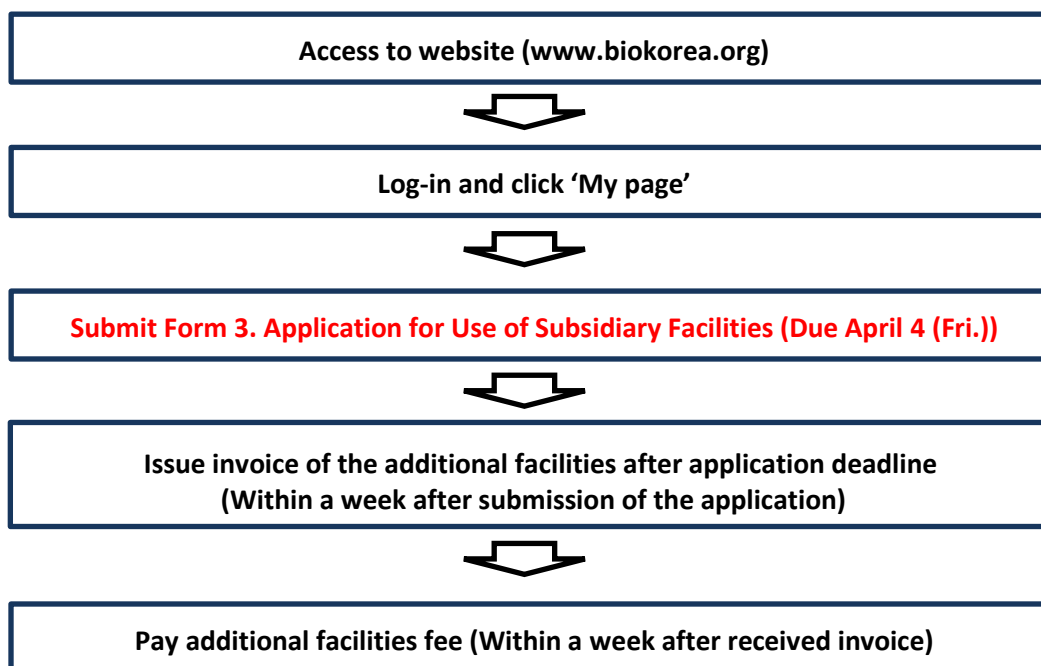 Access to website (www.biokorea.org)
Log-in and click ‘My page’
Submit Form 3. Application for Use of Subsidiary Facilities (Due April 4 (Fri.))
Issue invoice of the additional facilities after application deadline
(Within a week after submission of the application)
Pay additional facilities fee (Within a week after received invoice)